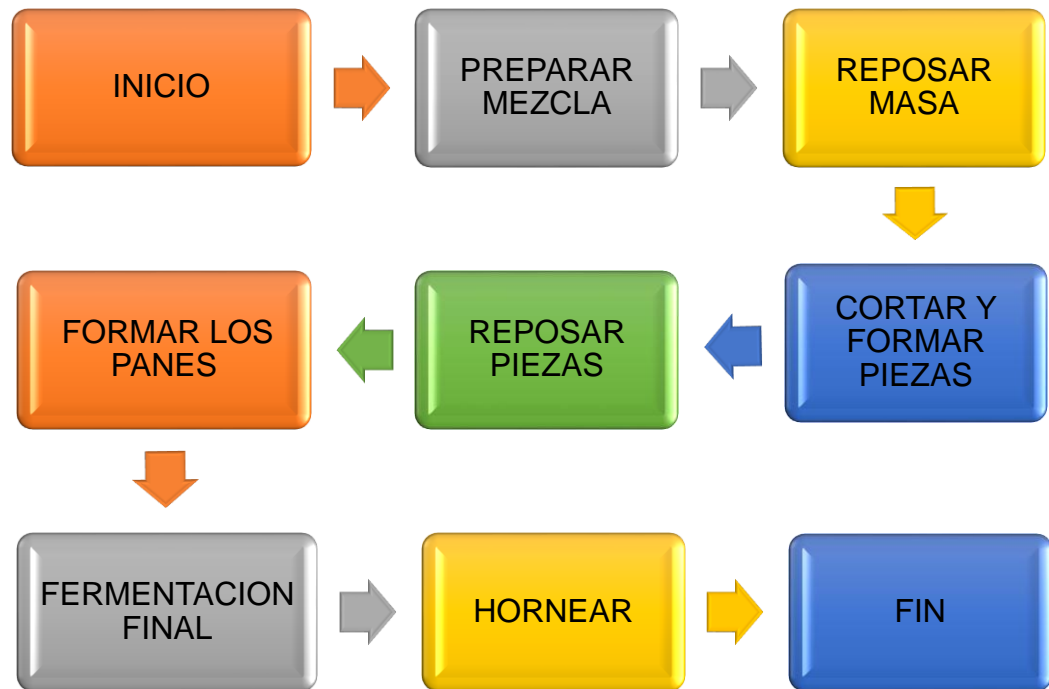 INICIO
PREPARAR
MEZCLA
REPOSAR
MASA
CORTAR Y
FORMAR
PIEZAS
REPOSAR
PIEZAS
FORMAR LOS
PANES
FERMENTACION
FINAL
HORNEAR
FIN